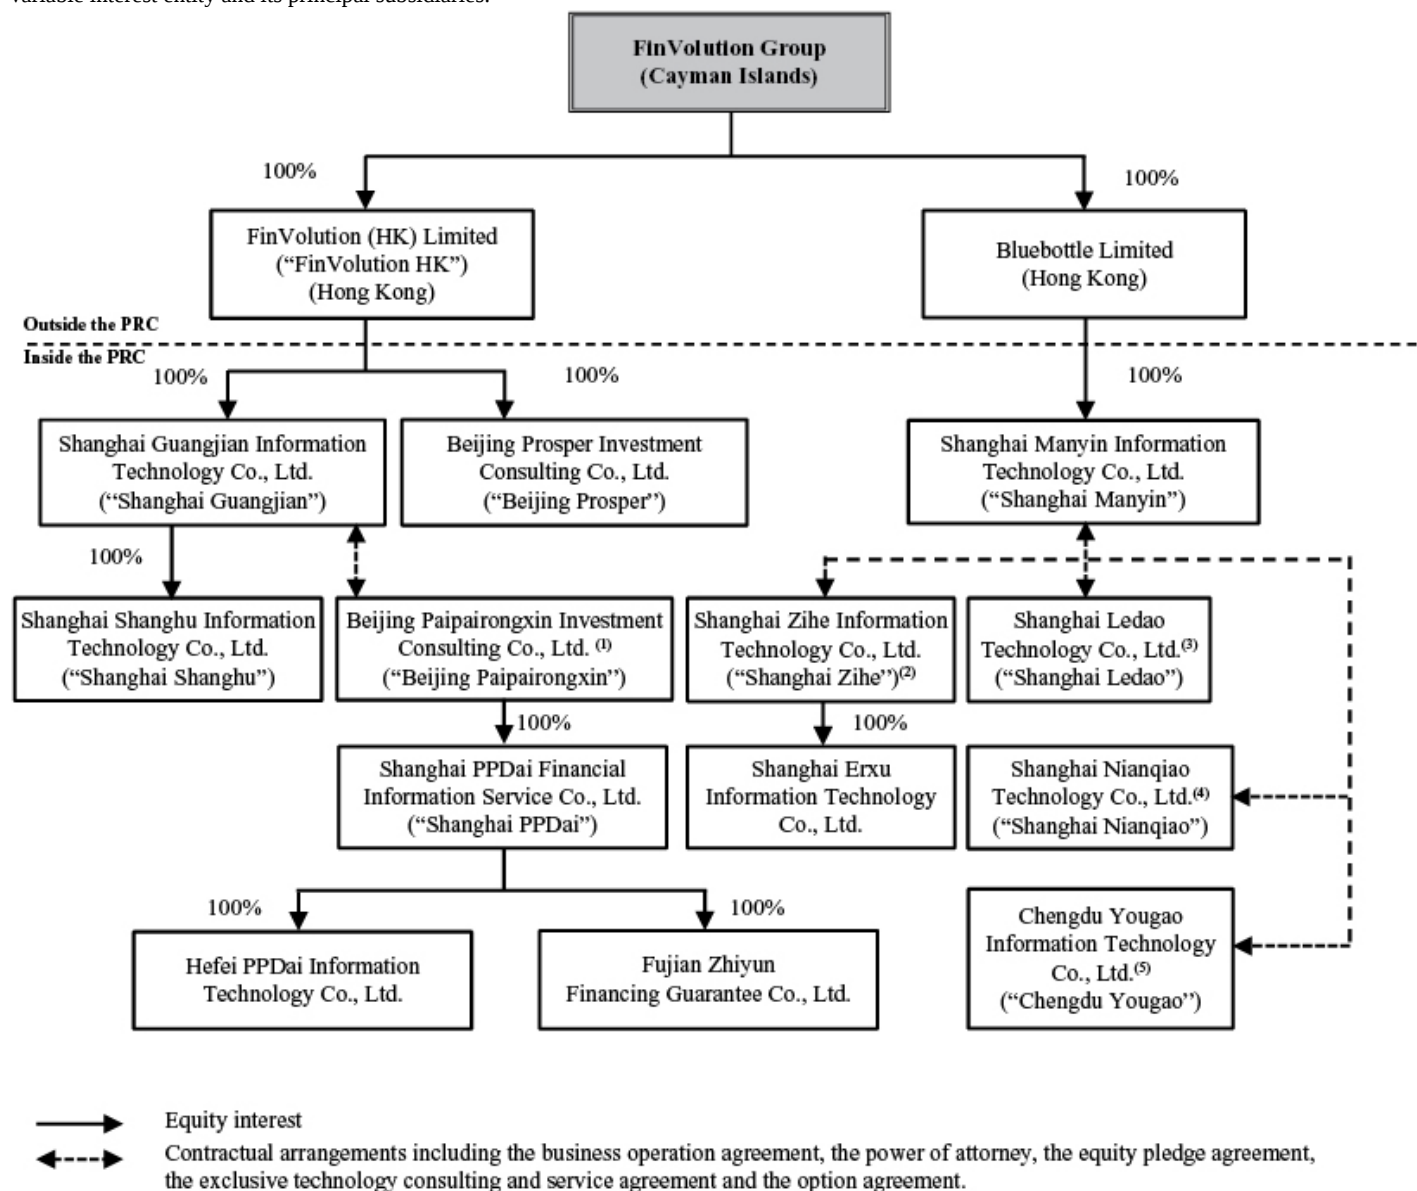 variable interest entity and its principal subsidiaries.
FinVolution Group
(Cayman Islands)
100%
100%
FinVolution (HK) Limited
(“FinVolution HK”)
(Hong Kong)
Bluebottle Limited
(Hong Kong)
Outside the PRC
Inside the PRC
100%
100%
100%
Shanghai Guangjian Information
Technology Co., Ltd.
(“Shanghai Guangjian”)
Beijing Prosper Investment
Consulting Co., Ltd.
(“Beijing Prosper”)
Shanghai Manyin Information
Technology Co., Ltd.
(“Shanghai Manyin”)
100%
Shanghai Shanghu Information
Technology Co., Ltd.
(“Shanghai Shanghu”)
Beijing Paipairongxin Investment
Consulting Co., Ltd. (1)
(“Beijing Paipairongxin”)
Shanghai Zihe Information
Technology Co., Ltd.
(“Shanghai Zihe”)(2)
Shanghai Ledao
Technology Co., Ltd.(3)
(“Shanghai Ledao”)
100%
100%
Shanghai PPDai Financial
Information Service Co., Ltd.
(“Shanghai PPDai”)
Shanghai Erxu
Information Technology
Co., Ltd.
Shanghai Nianqiao
Technology Co., Ltd.(4)
(“Shanghai Nianqiao”)
100%
100%
Hefei PPDai Information
Technology Co., Ltd.
Fujian Zhiyun
Financing Guarantee Co., Ltd.
Chengdu Yougao
Information Technology
Co., Ltd.(5)
(“Chengdu Yougao”)
Equity interest
Contractual arrangements including the business operation agreement, the power of attorney, the equity pledge agreement,
the exclusive technology consulting and service agreement and the option agreement.